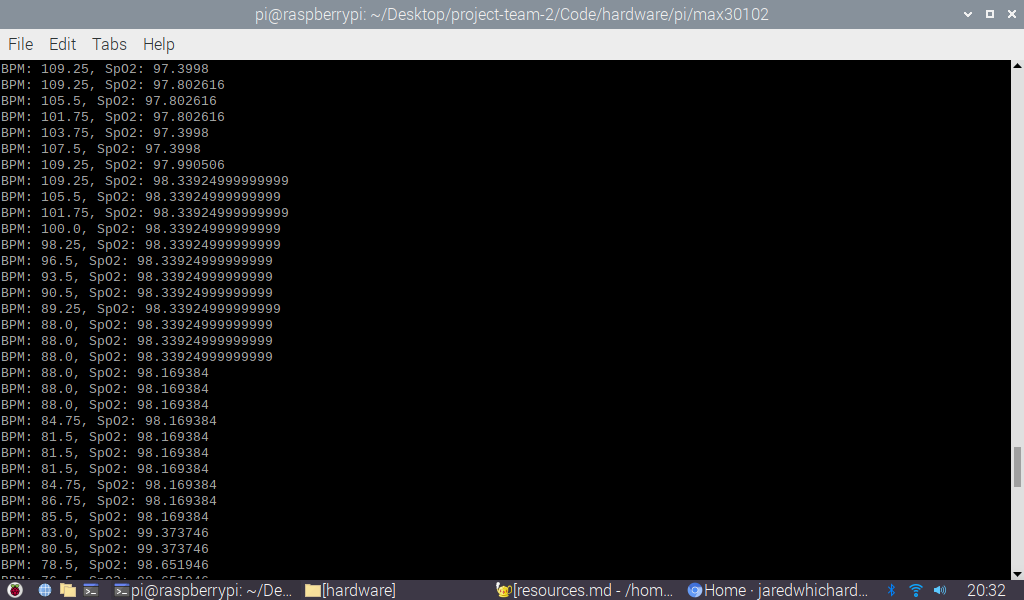 pi@raspberrypi: ~/Desktop/project-team-2/Code/hardware/pi/max30102
File Edit Tabs Help
BPM: 109.25, SpO2: 97.3998
BPM: 109.25, SpO2: 97.802616
BPM: 105.5, SpO2: 97.802616
BPM: 101.75, SpO2: 97.802616
BPM: 103.75, SpO2: 97.3998
BPM: 107.5, SpO2: 97.3998
BPM: 109.25, SpO2: 97.990506
BPM: 109.25, SpO2: 98.33924999999999
BPM: 105.5, SpO2: 98.33924999999999
BPM: 101.75, SpO2: 98.33924999999999
BPM: 100.0, SpO2: 98.33924999999999
BPM: 98.25, SpO2: 98.33924999999999
BPM: 96.5, SpO2: 98.33924999999999
BPM: 93.5, SpO2: 98.33924999999999
BPM: 90.5, SpO2: 98.33924999999999
BPM: 89.25, SpO2: 98.33924999999999
BPM: 88.0, SpO2: 98.33924999999999
BPM: 88.0, SpO2: 98.33924999999999
BPM: 88.0, SpO2: 98.33924999999999
BPM: 88.0, SpO2: 98.169384
BPM: 88.0, SpO2: 98.169384
BPM: 88.0, SpO2: 98.169384
BPM: 84.75, SpO2: 98.169384
BPM: 81.5, SpO2: 98.169384
BPM: 81.5, SpO2: 98.169384
BPM: 81.5, SpO2: 98.169384
BPM: 84.75, SpO2: 98.169384
BPM: 86.75, SpO2: 98.169384
BPM: 85.5, SpO2: 98.169384
BPM: 83.0, SpO2: 99.373746
BPM: 80.5, SpO2: 99.373746
BPM: 78.5, SpO2: 98.651946
BPM: 76.5, SpO2: 98.651946
pi@raspberrypi: ~/De... [hardware] [resources.md - /hom... Home · jaredwhichard... 20:32